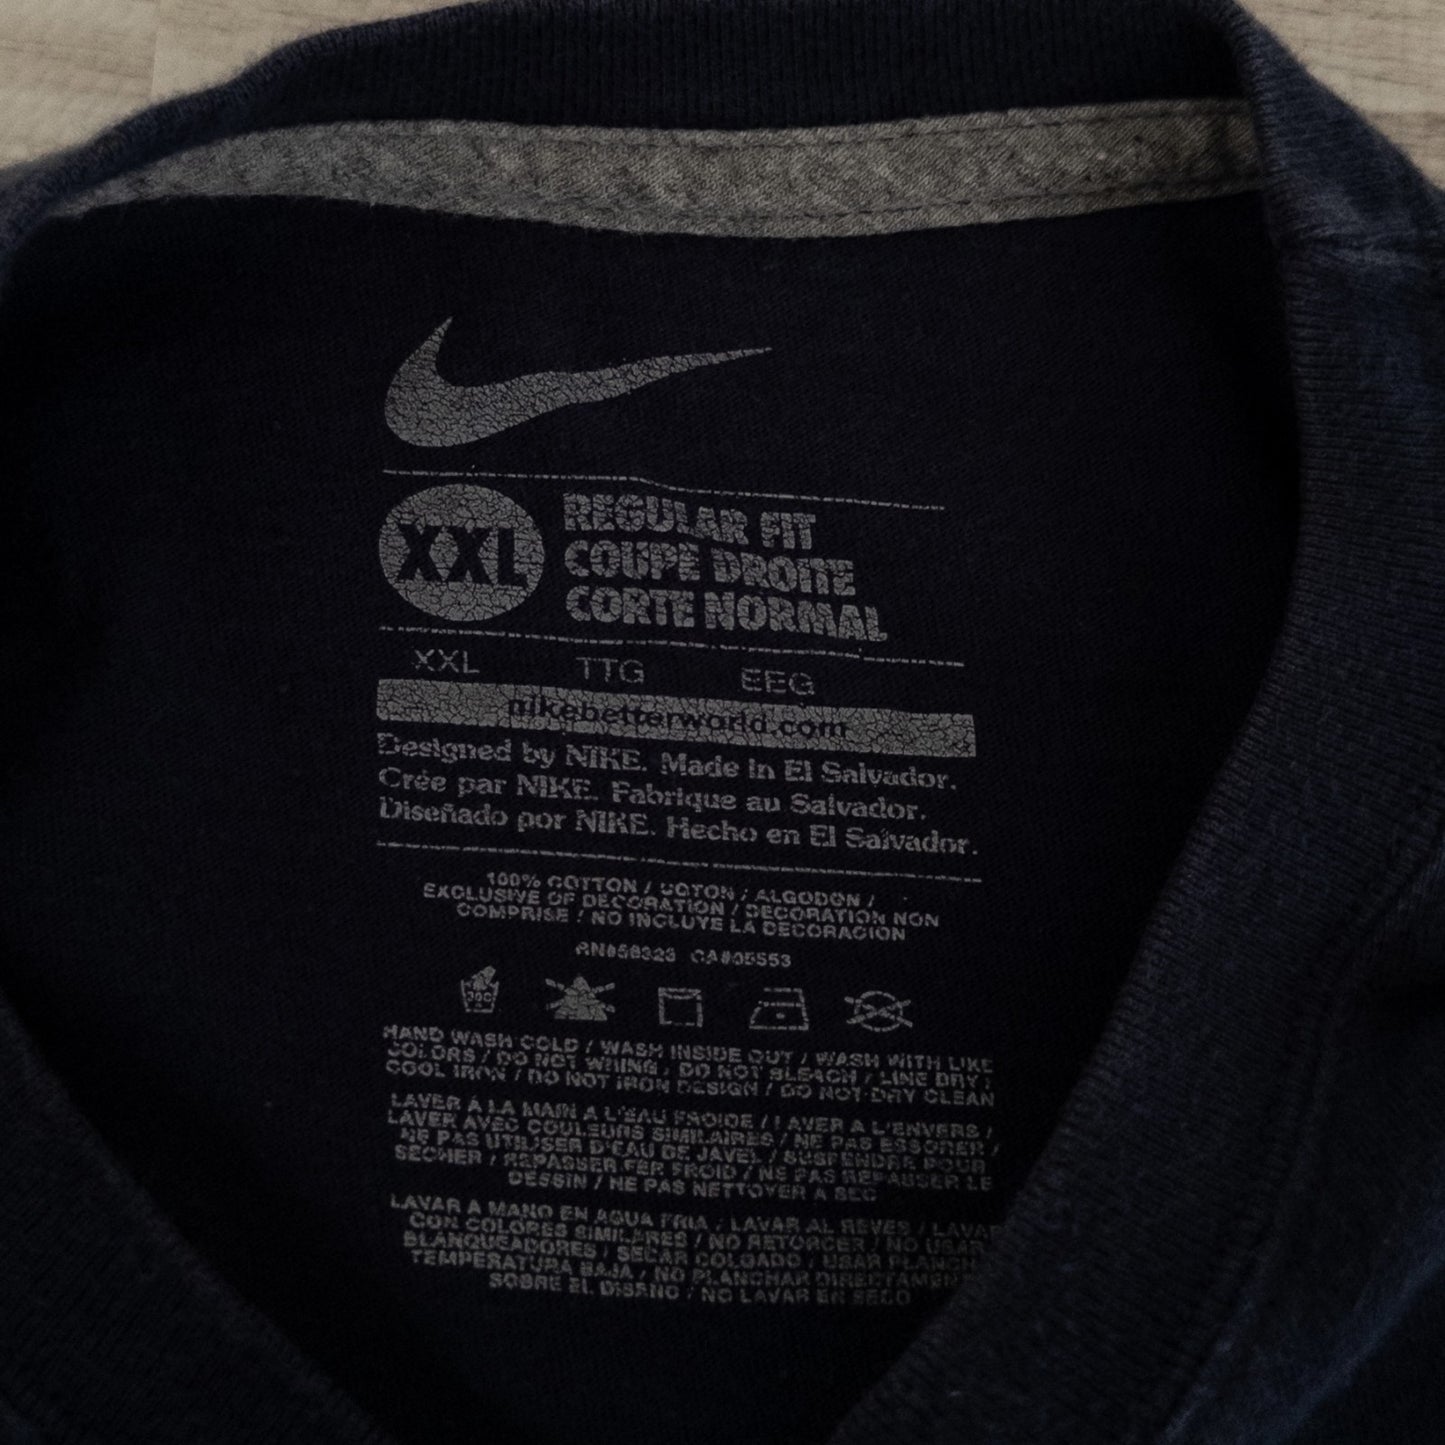 XXL
REGULAR FIT
COUPE DROITE
CORTE NORMAL
XXL TTG EEG
nikebetterworld.com
Designed by NIKE. Made in El Salvador.
Crée par NIKE. Fabrique au Salvador.
Diseñado por NIKE. Hecho en El Salvador.
100% COTTON / COTON / ALGODON /
EXCLUSIVE OF DECORATION / DECORATION NON
COMPRISE / NO INCLUYE LA DECORACION
RN#56323 CA#05553
30C
HAND WASH COLD / WASH INSIDE OUT / WASH WITH LIKE
COLORS / DO NOT WRING / DO NOT BLEACH / LINE DRY /
COOL IRON / DO NOT IRON DESIGN / DO NOT DRY CLEAN
LAVER A LA MAIN A L'EAU FROIDE / LAVER A L'ENVERS /
LAVER AVEC COULEURS SIMILAIRES / NE PAS ESSORER /
NE PAS UTILISER D'EAU DE JAVEL / SUSPENDRE POUR
SECHER / REPASSER FER FROID / NE PAS REPASSER LE
DESSIN / NE PAS NETTOYER A SEC
LAVAR A MANO EN AGUA FRIA / LAVAR AL REVES / LAVAR
CON COLORES SIMILARES / NO RETORCER / NO USAR
BLANQUEADORES / SECAR COLGADO / USAR PLANCH
TEMPERATURA BAJA / NO PLANCHAR DIRECTAMEN
SOBRE EL DISENO / NO LAVAR EN SECO